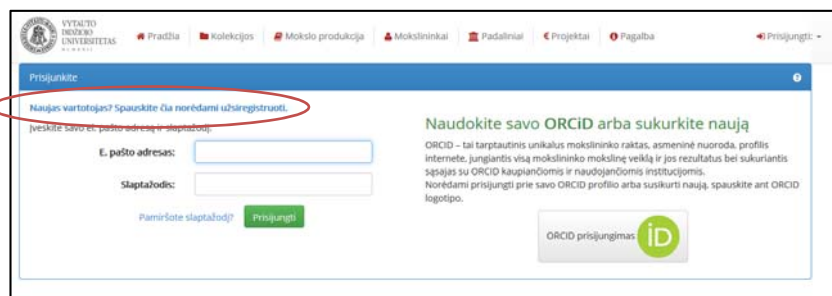 VYTAUTO
DIDŽIOJO
UNIVERSITETAS
Pradžia
Kolekcijos
Mokslo produkcija
Mokslininkai
Padaliniai
Projektai
Pagalba
Prisijungti:
Prisijunkite
Naujas vartotojas? Spauskite čia norėdami užsiregistruoti.
Įveskite savo el. pašto adresą ir slaptažodį.
E. pašto adresas:
Slaptažodis:
Pamiršote slaptažodį?
Prisijungti
Naudokite savo ORCiD arba sukurkite naują
ORCID – tai tarptautinis unikalus mokslininko raktas, asmeninė nuoroda, profilis
internete, jungiantis visą mokslininko mokslinę veiklą ir jos rezultatus bei sukuriantis
sąsajas su ORCID kaupiančiomis ir naudojančiomis institucijomis.
Norėdami prisijungti prie savo ORCID profilio arba susikurti naują, spauskite ant ORCID
logotipo.
ORCID prisijungimas
iD